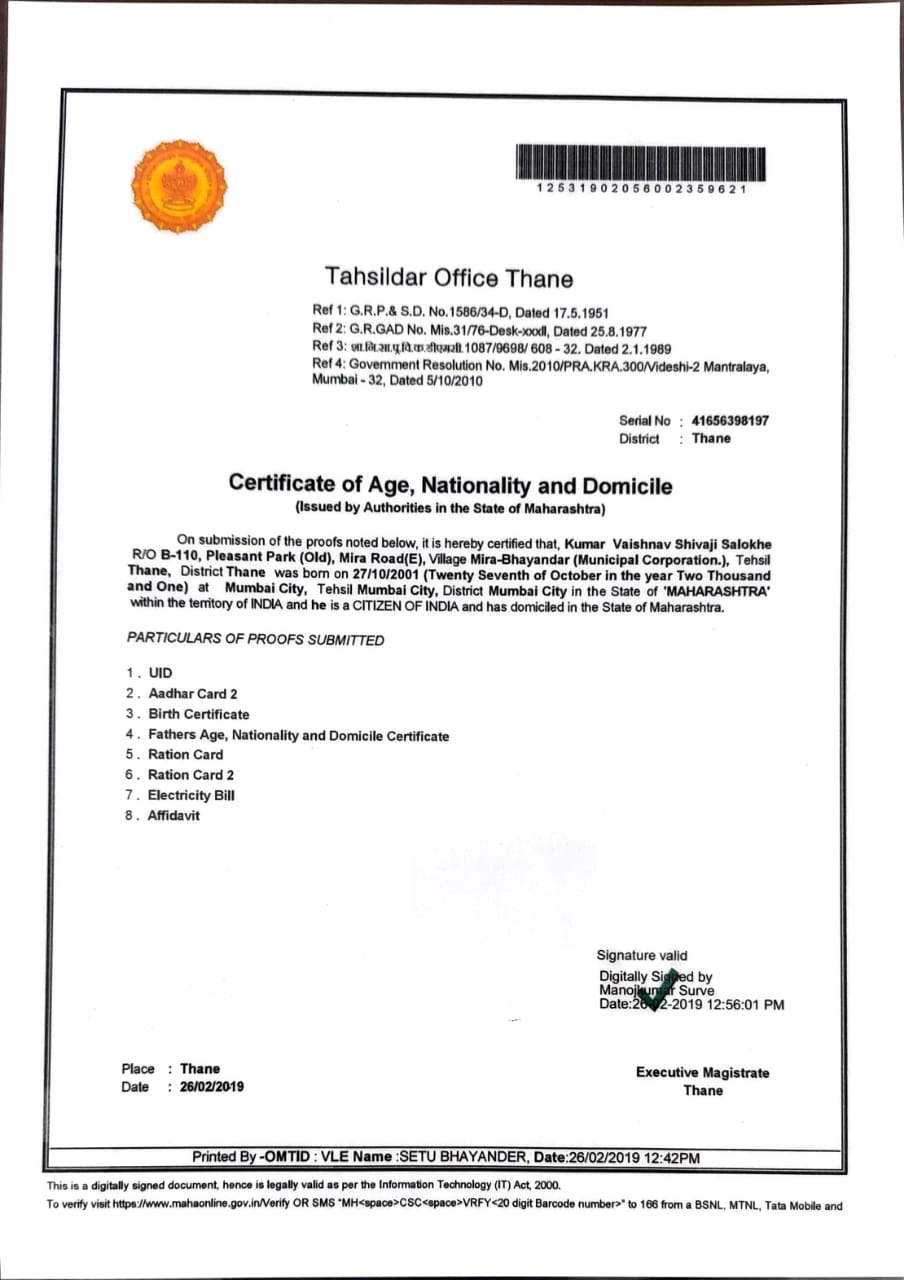 12531902056002359621
Tahsildar Office Thane
Ref 1: G.R.P.& S.D. No.1586/34-D, Dated 17.5.1951
Ref 2: G.R.GAD No. Mis.31/76-Desk-xxxII, Dated 25.8.1977
Ref 3: 1087/9698/ 608 - 32. Dated 2.1.1989
Ref 4: Government Resolution No. Mis.2010/PRA.KRA.300/Videshi-2 Mantralaya,
Mumbai - 32, Dated 5/10/2010
Serial No : 41656398197
District : Thane
Certificate of Age, Nationality and Domicile
(Issued by Authorities in the State of Maharashtra)
On submission of the proofs noted below, it is hereby certified that, Kumar Vaishnav Shivaji Salokhe
R/O B-110, Pleasant Park (Old), Mira Road(E), Village Mira-Bhayandar (Municipal Corporation.), Tehsil
Thane, District Thane was born on 27/10/2001 (Twenty Seventh of October in the year Two Thousand
and One) at Mumbai City, Tehsil Mumbai City, District Mumbai City in the State of 'MAHARASHTRA'
within the territory of INDIA and he is a CITIZEN OF INDIA and has domiciled in the State of Maharashtra.
PARTICULARS OF PROOFS SUBMITTED
1 . UID
2 . Aadhar Card 2
3 . Birth Certificate
4 . Fathers Age, Nationality and Domicile Certificate
5 . Ration Card
6 . Ration Card 2
7 . Electricity Bill
8 . Affidavit
Signature valid
Digitally Signed by
Manojkumar Surve
Date:26-02-2019 12:56:01 PM
Place : Thane
Date : 26/02/2019
Executive Magistrate
Thane
Printed By -OMTID : VLE Name :SETU BHAYANDER, Date:26/02/2019 12:42PM
This is a digitally signed document, hence is legally valid as per the Information Technology (IT) Act, 2000.
To verify visit https://www.mahaonline.gov.in/Verify OR SMS "MH<space>CSC<space>VRFY<20 digit Barcode number>" to 166 from a BSNL, MTNL, Tata Mobile and